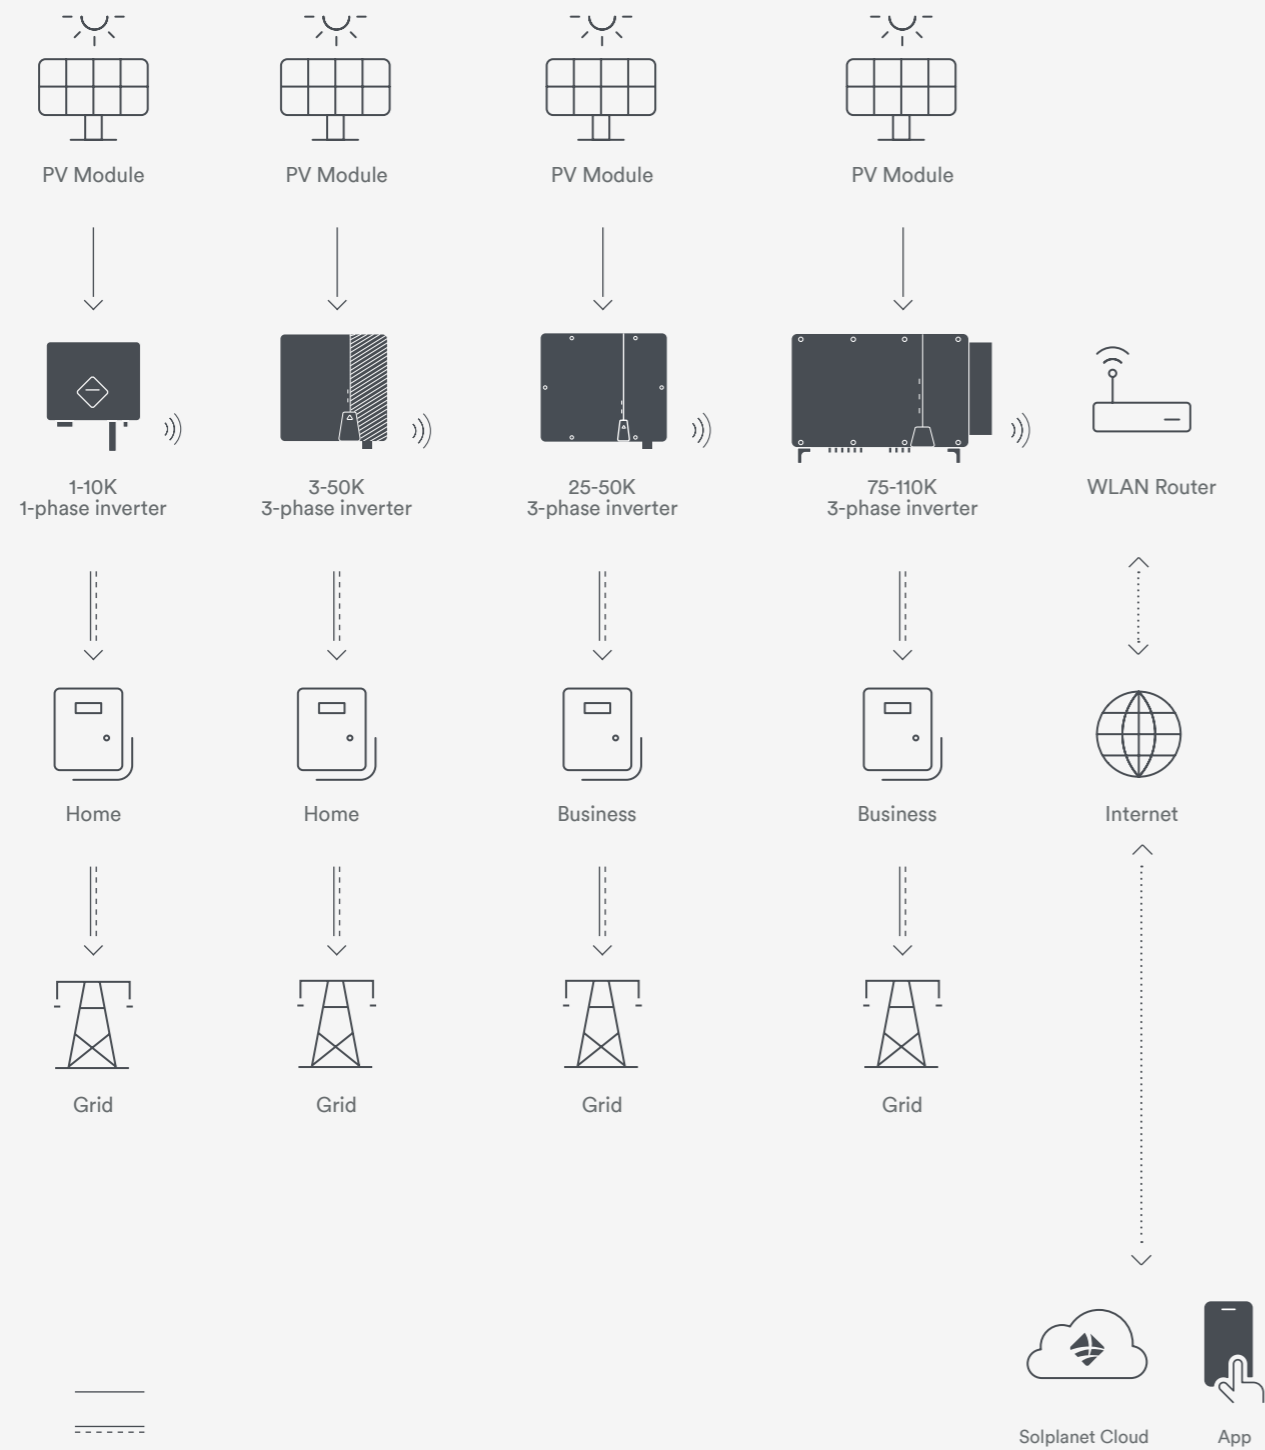 PV Module
PV Module
PV Module
PV Module
1-10K
1-phase inverter
3-50K
3-phase inverter
25-50K
3-phase inverter
75-110K
3-phase inverter
WLAN Router
Home
Home
Business
Business
Internet
Grid
Grid
Grid
Grid
Solplanet Cloud
App